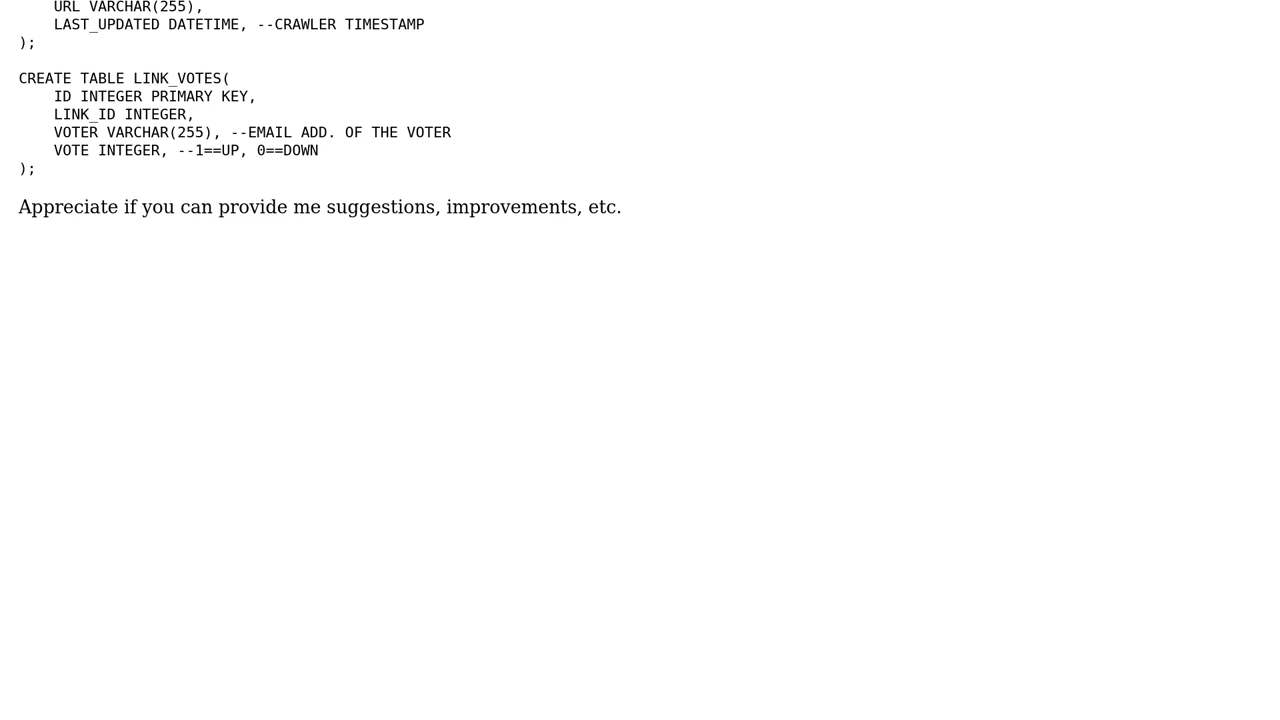 URL VARCHAR(255),
LAST_UPDATED DATETIME, --CRAWLER TIMESTAMP
);
CREATE TABLE LINK_VOTES(
ID INTEGER PRIMARY KEY,
LINK_ID INTEGER,
VOTER VARCHAR(255), --EMAIL ADD. OF THE VOTER
VOTE INTEGER, --1==UP, 0==DOWN
);
Appreciate if you can provide me suggestions, improvements, etc.